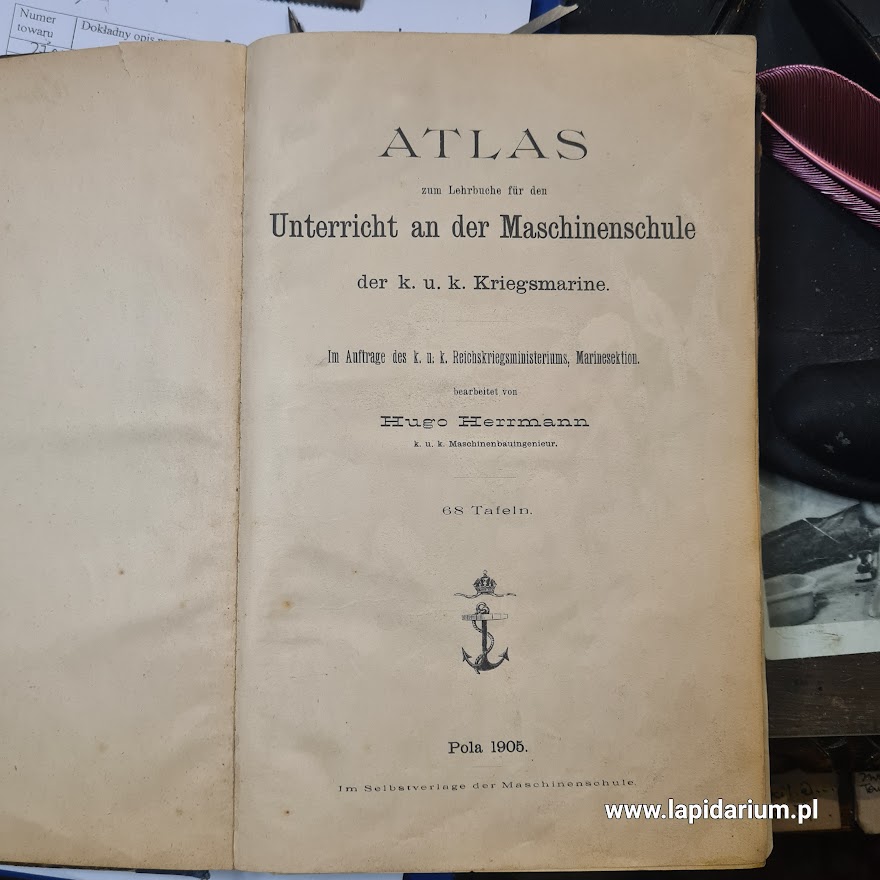 Numer
towaru
Dokładny opis
ATLAS
zum Lehrbuche für den
Unterricht an der Maschinenschule
der k. u. k. Kriegsmarine.
Im Auftrage des k. u. k. Reichskriegsministeriums, Marinesektion.
bearbeitet von
Hugo Herrmann
k. u. k. Maschinenbauingenieur.
68 Tafeln.
Pola 1905.
Im Selbstverlage der Maschinenschule.
www.lapidarium.pl